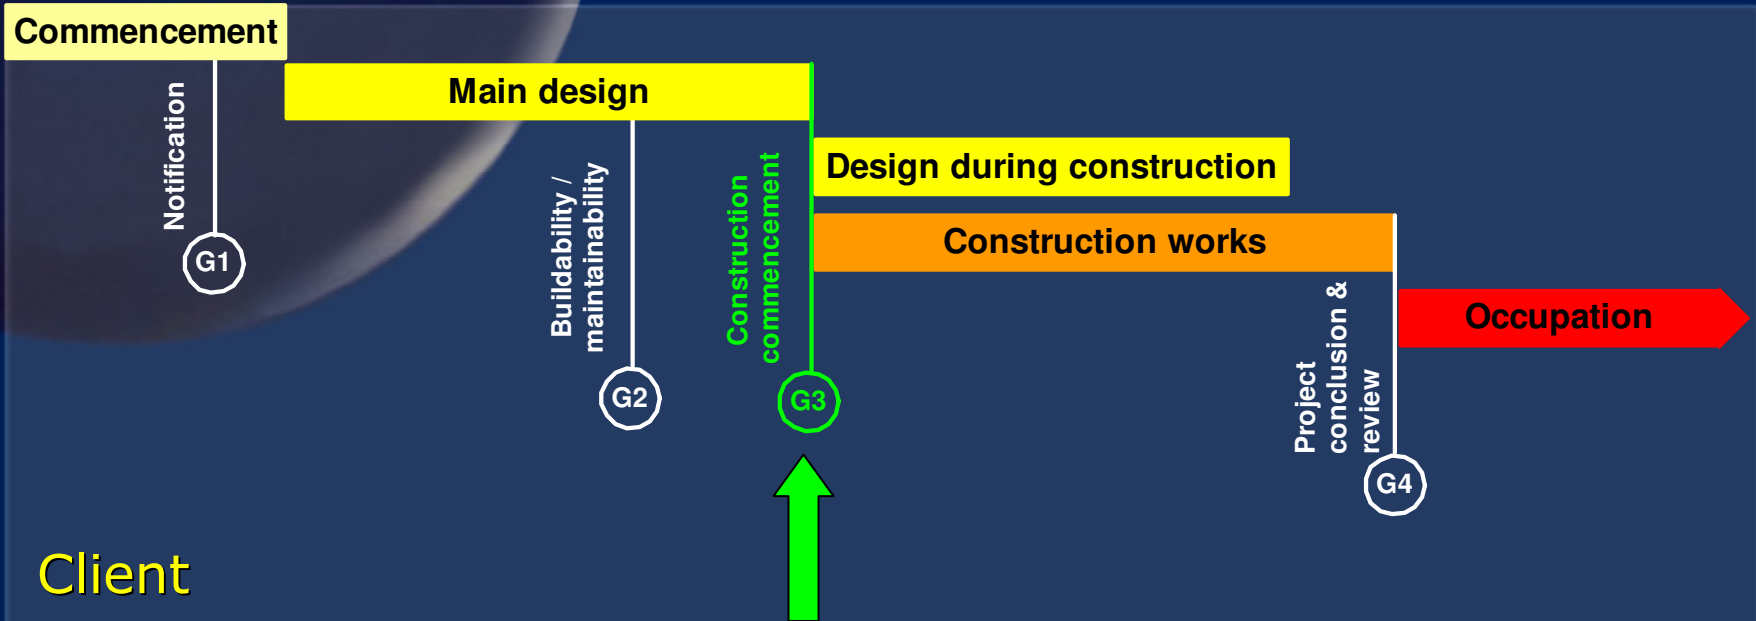 Commencement
Main design
Design during construction
Construction works
Occupation
Notification
G1
Buildability /
maintainability
G2
Construction
commencement
G3
Project
conclusion &
review
G4
Client